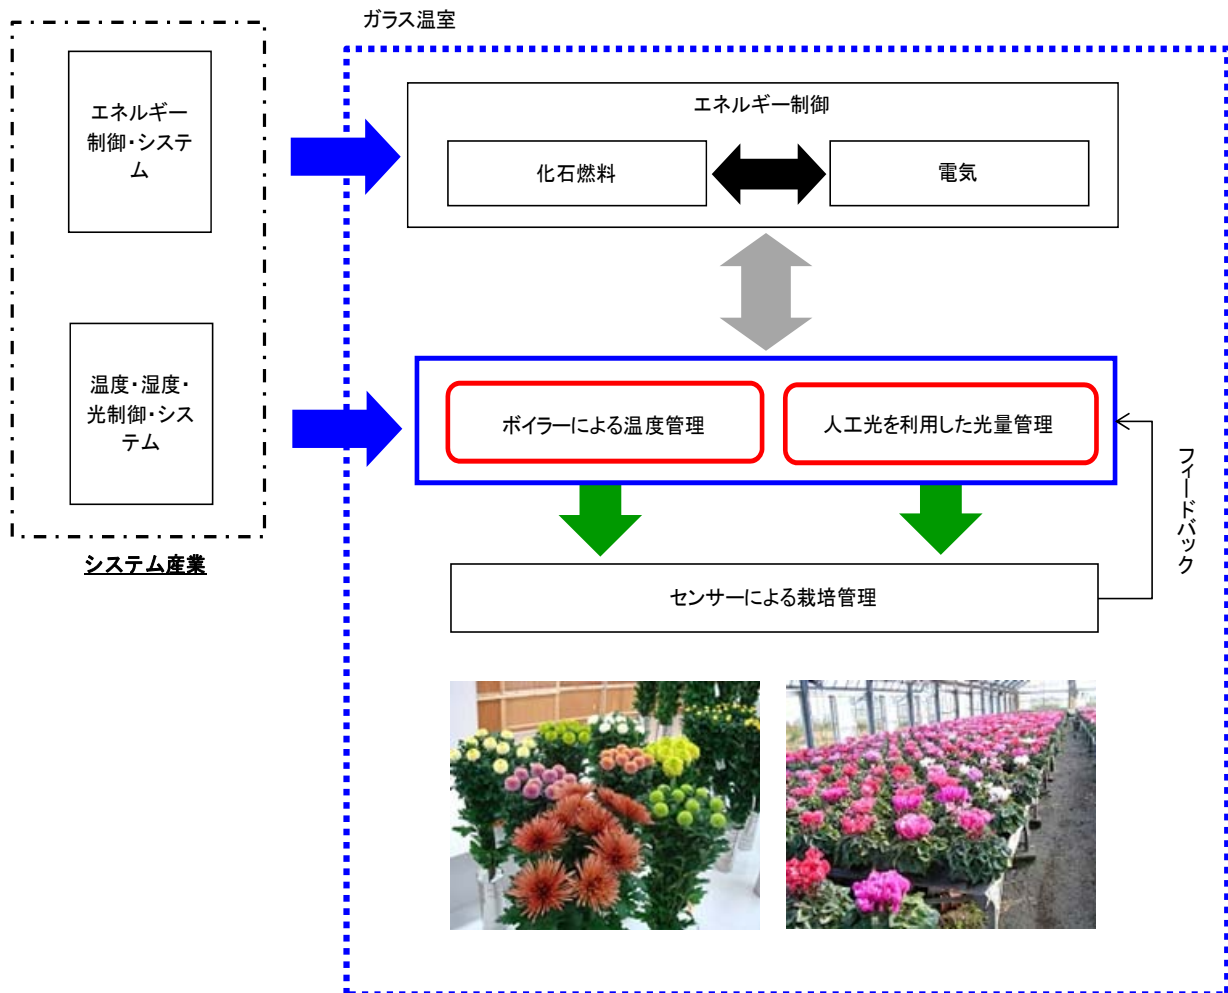 ガラス温室
エネルギー
制御・システ
ム
エネルギー制御
化石燃料
電気
温度・湿度・
光制御・シス
テム
ボイラーによる温度管理
人工光を利用した光量管理
フィードバック
システム産業
センサーによる栽培管理